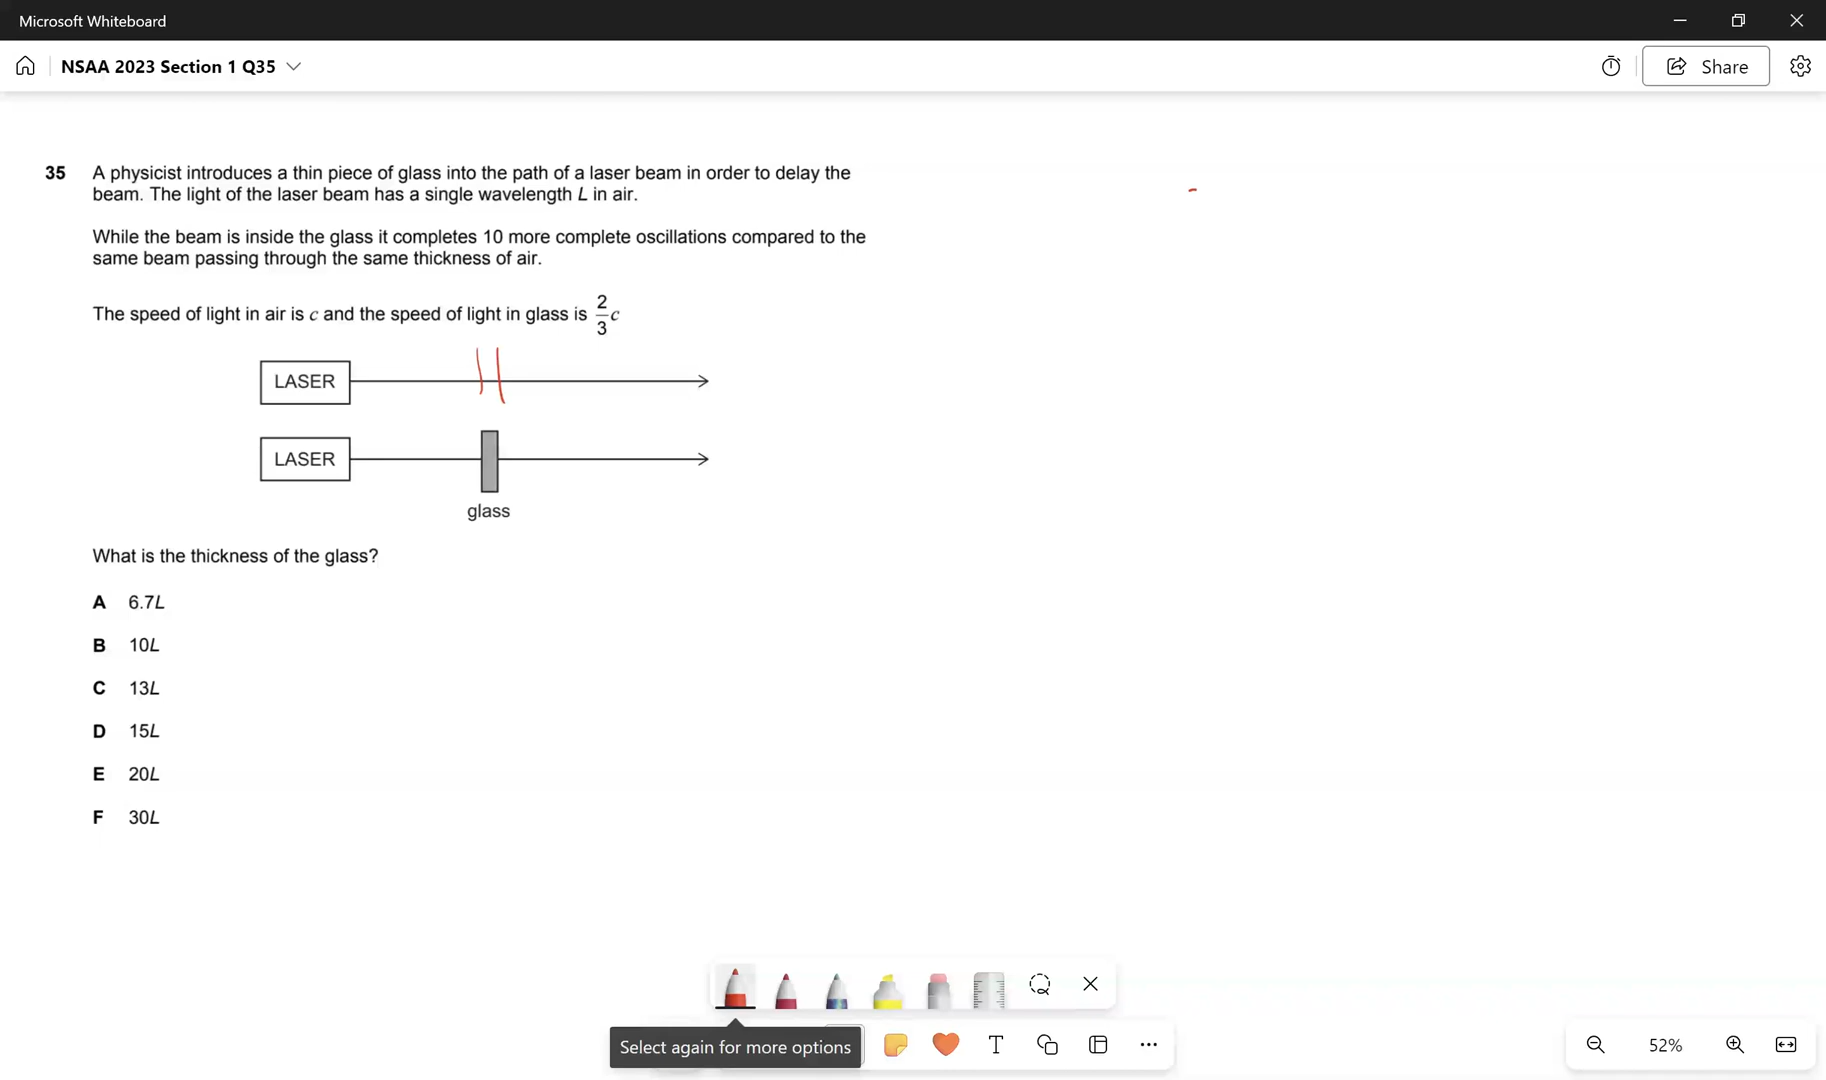 Microsoft Whiteboard
NSAA 2023 Section 1 Q35
Share
35 A physicist introduces a thin piece of glass into the path of a laser beam in order to delay the
beam. The light of the laser beam has a single wavelength L in air.
While the beam is inside the glass it completes 10 more complete oscillations compared to the
same beam passing through the same thickness of air.
The speed of light in air is c and the speed of light in glass is 2/3 c
LASER
LASER
glass
What is the thickness of the glass?
A 6.7L
B 10L
C 13L
D 15L
E 20L
F 30L
Select again for more options
T
52%